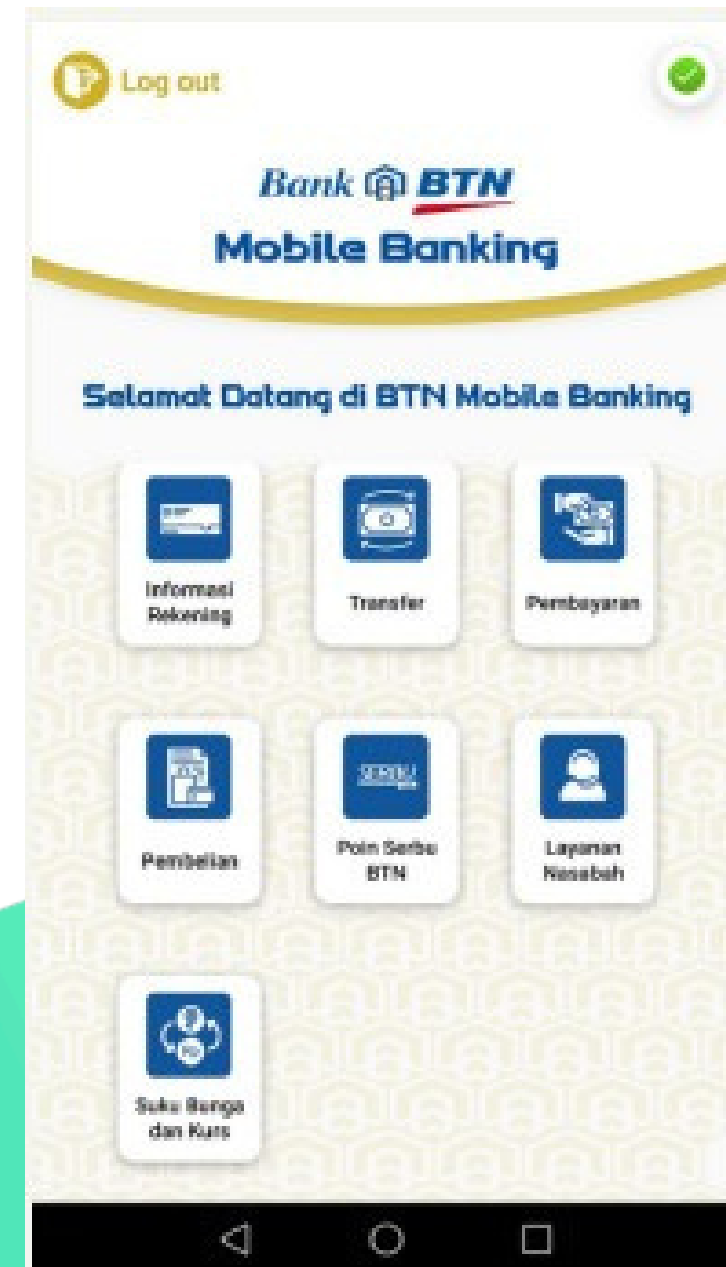 Log out
Bank BTN
Mobile Banking
Selamat Datang di BTN Mobile Banking
Informasi
Rekening
Transfer
Pembayaran
Pembelian
Poin Serbu
BTN
Layanan
Nasabah
Suku Bunga
dan Kurs